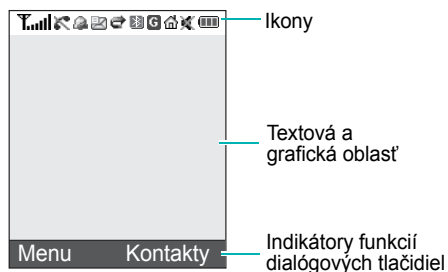 Ikony
Textová a
grafická oblasť
Menu Kontakty
Indikátory funkcií
dialógových tlačidiel